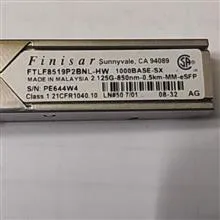 Finisar Sunnyvale, CA 94089
FTLF8519P2BNL-HW 1000BASE-SX
MADE IN MALAYSIA 2.125G-850nm-0.5km-MM-eSFP
S/N: PE644W4
Class 1 21CFR1040.10 LN#50 7/01 08-32